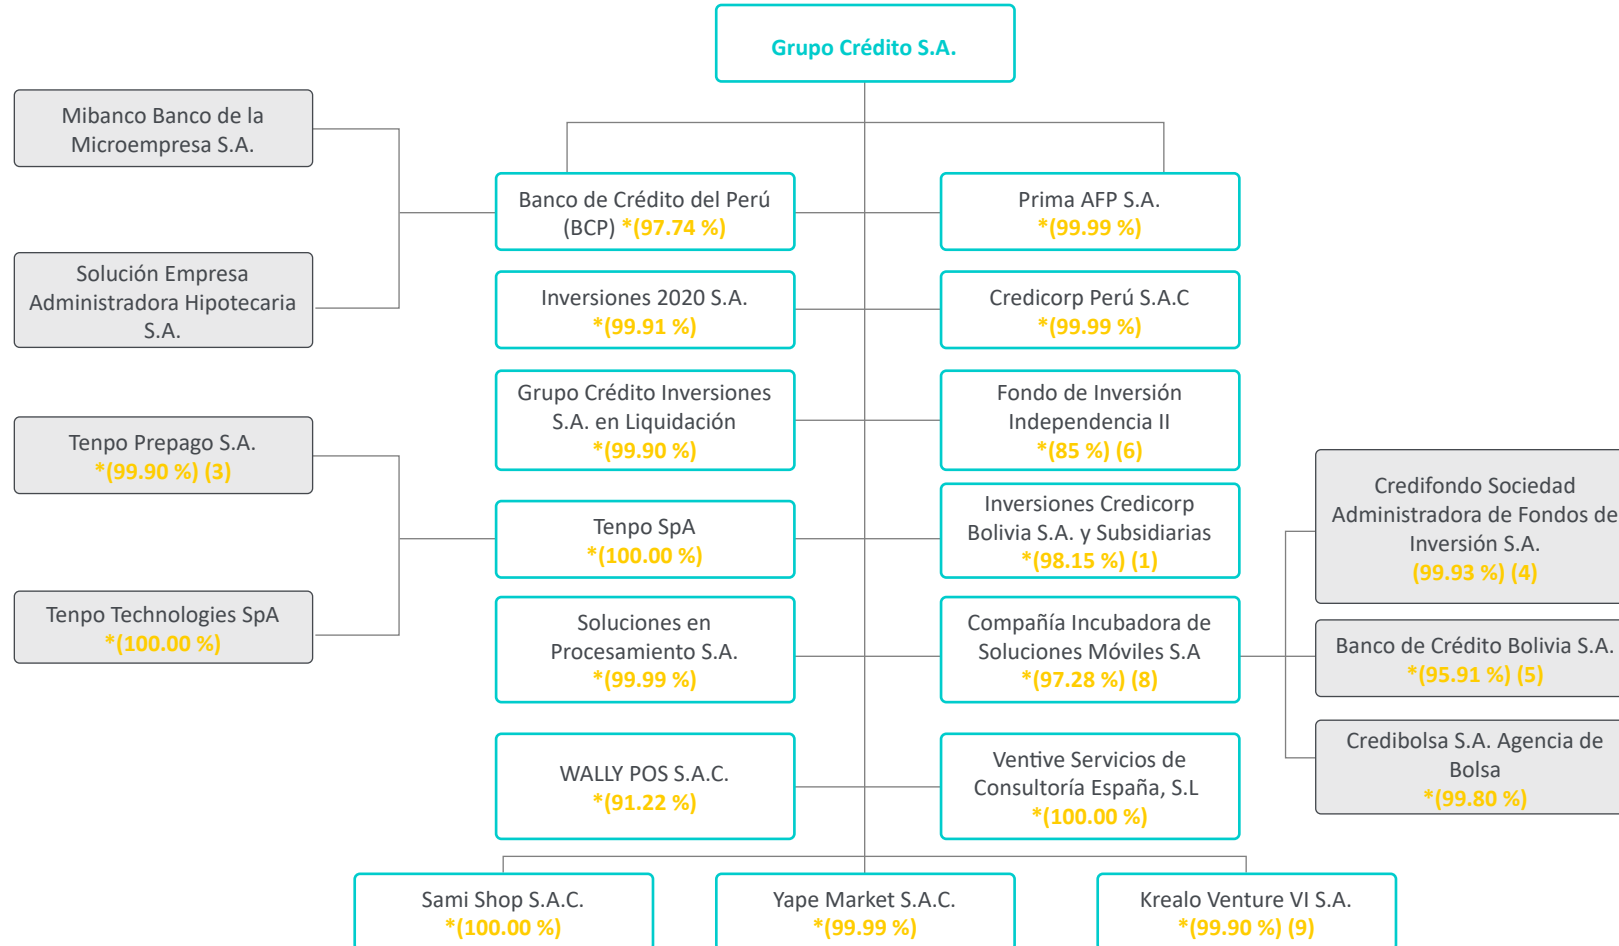 Grupo Crédito S.A.
Mibanco Banco de la
Microempresa S.A.
Banco de Crédito del Perú
(BCP) *(97.74 %)
Prima AFP S.A.
*(99.99 %)
Solución Empresa
Administradora Hipotecaria
S.A.
Inversiones 2020 S.A.
*(99.91 %)
Credicorp Perú S.A.C
*(99.99 %)
Grupo Crédito Inversiones
S.A. en Liquidación
*(99.90 %)
Fondo de Inversión
Independencia II
*(85 %) (6)
Tenpo Prepago S.A.
*(99.90 %) (3)
Tenpo SpA
*(100.00 %)
Inversiones Credicorp
Bolivia S.A. y Subsidiarias
*(98.15 %) (1)
Credifondo Sociedad
Administradora de Fondos de
Inversión S.A.
(99.93 %) (4)
Tenpo Technologies SpA
*(100.00 %)
Soluciones en
Procesamiento S.A.
*(99.99 %)
Compañía Incubadora de
Soluciones Móviles S.A
*(97.28 %) (8)
Banco de Crédito Bolivia S.A.
*(95.91 %) (5)
WALLY POS S.A.C.
*(91.22 %)
Ventive Servicios de
Consultoría España, S.L
*(100.00 %)
Credibolsa S.A. Agencia de
Bolsa
*(99.80 %)
Sami Shop S.A.C.
*(100.00 %)
Yape Market S.A.C.
*(99.99 %)
Krealo Venture VI S.A.
*(99.90 %) (9)